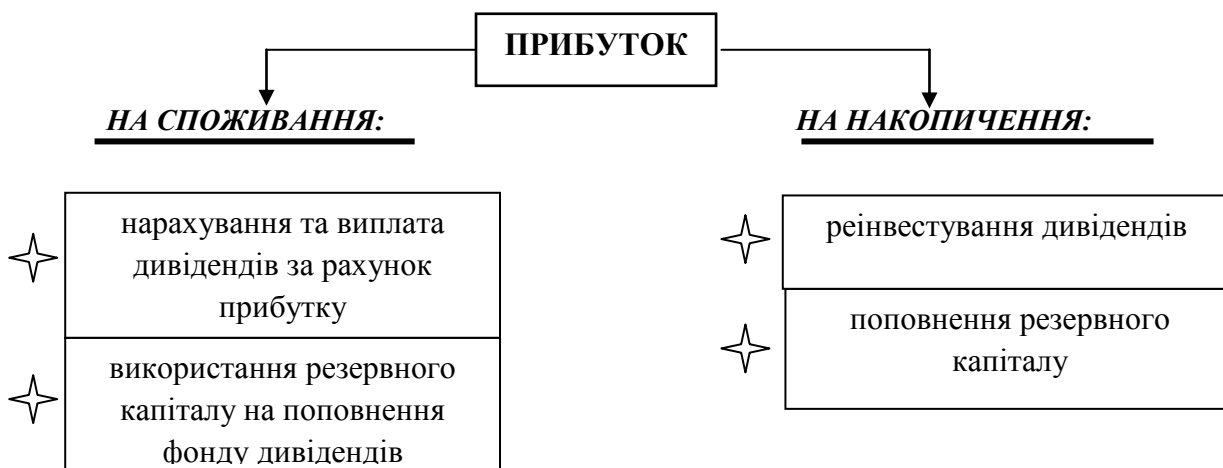 ПРИБУТОК
НА СПОЖИВАННЯ:
нарахування та виплата
дивідендів за рахунок
прибутку
використання резервного
капіталу на поповнення
фонду дивідендів
НА НАКОПИЧЕННЯ:
реінвестування дивідендів
поповнення резервного
капіталу